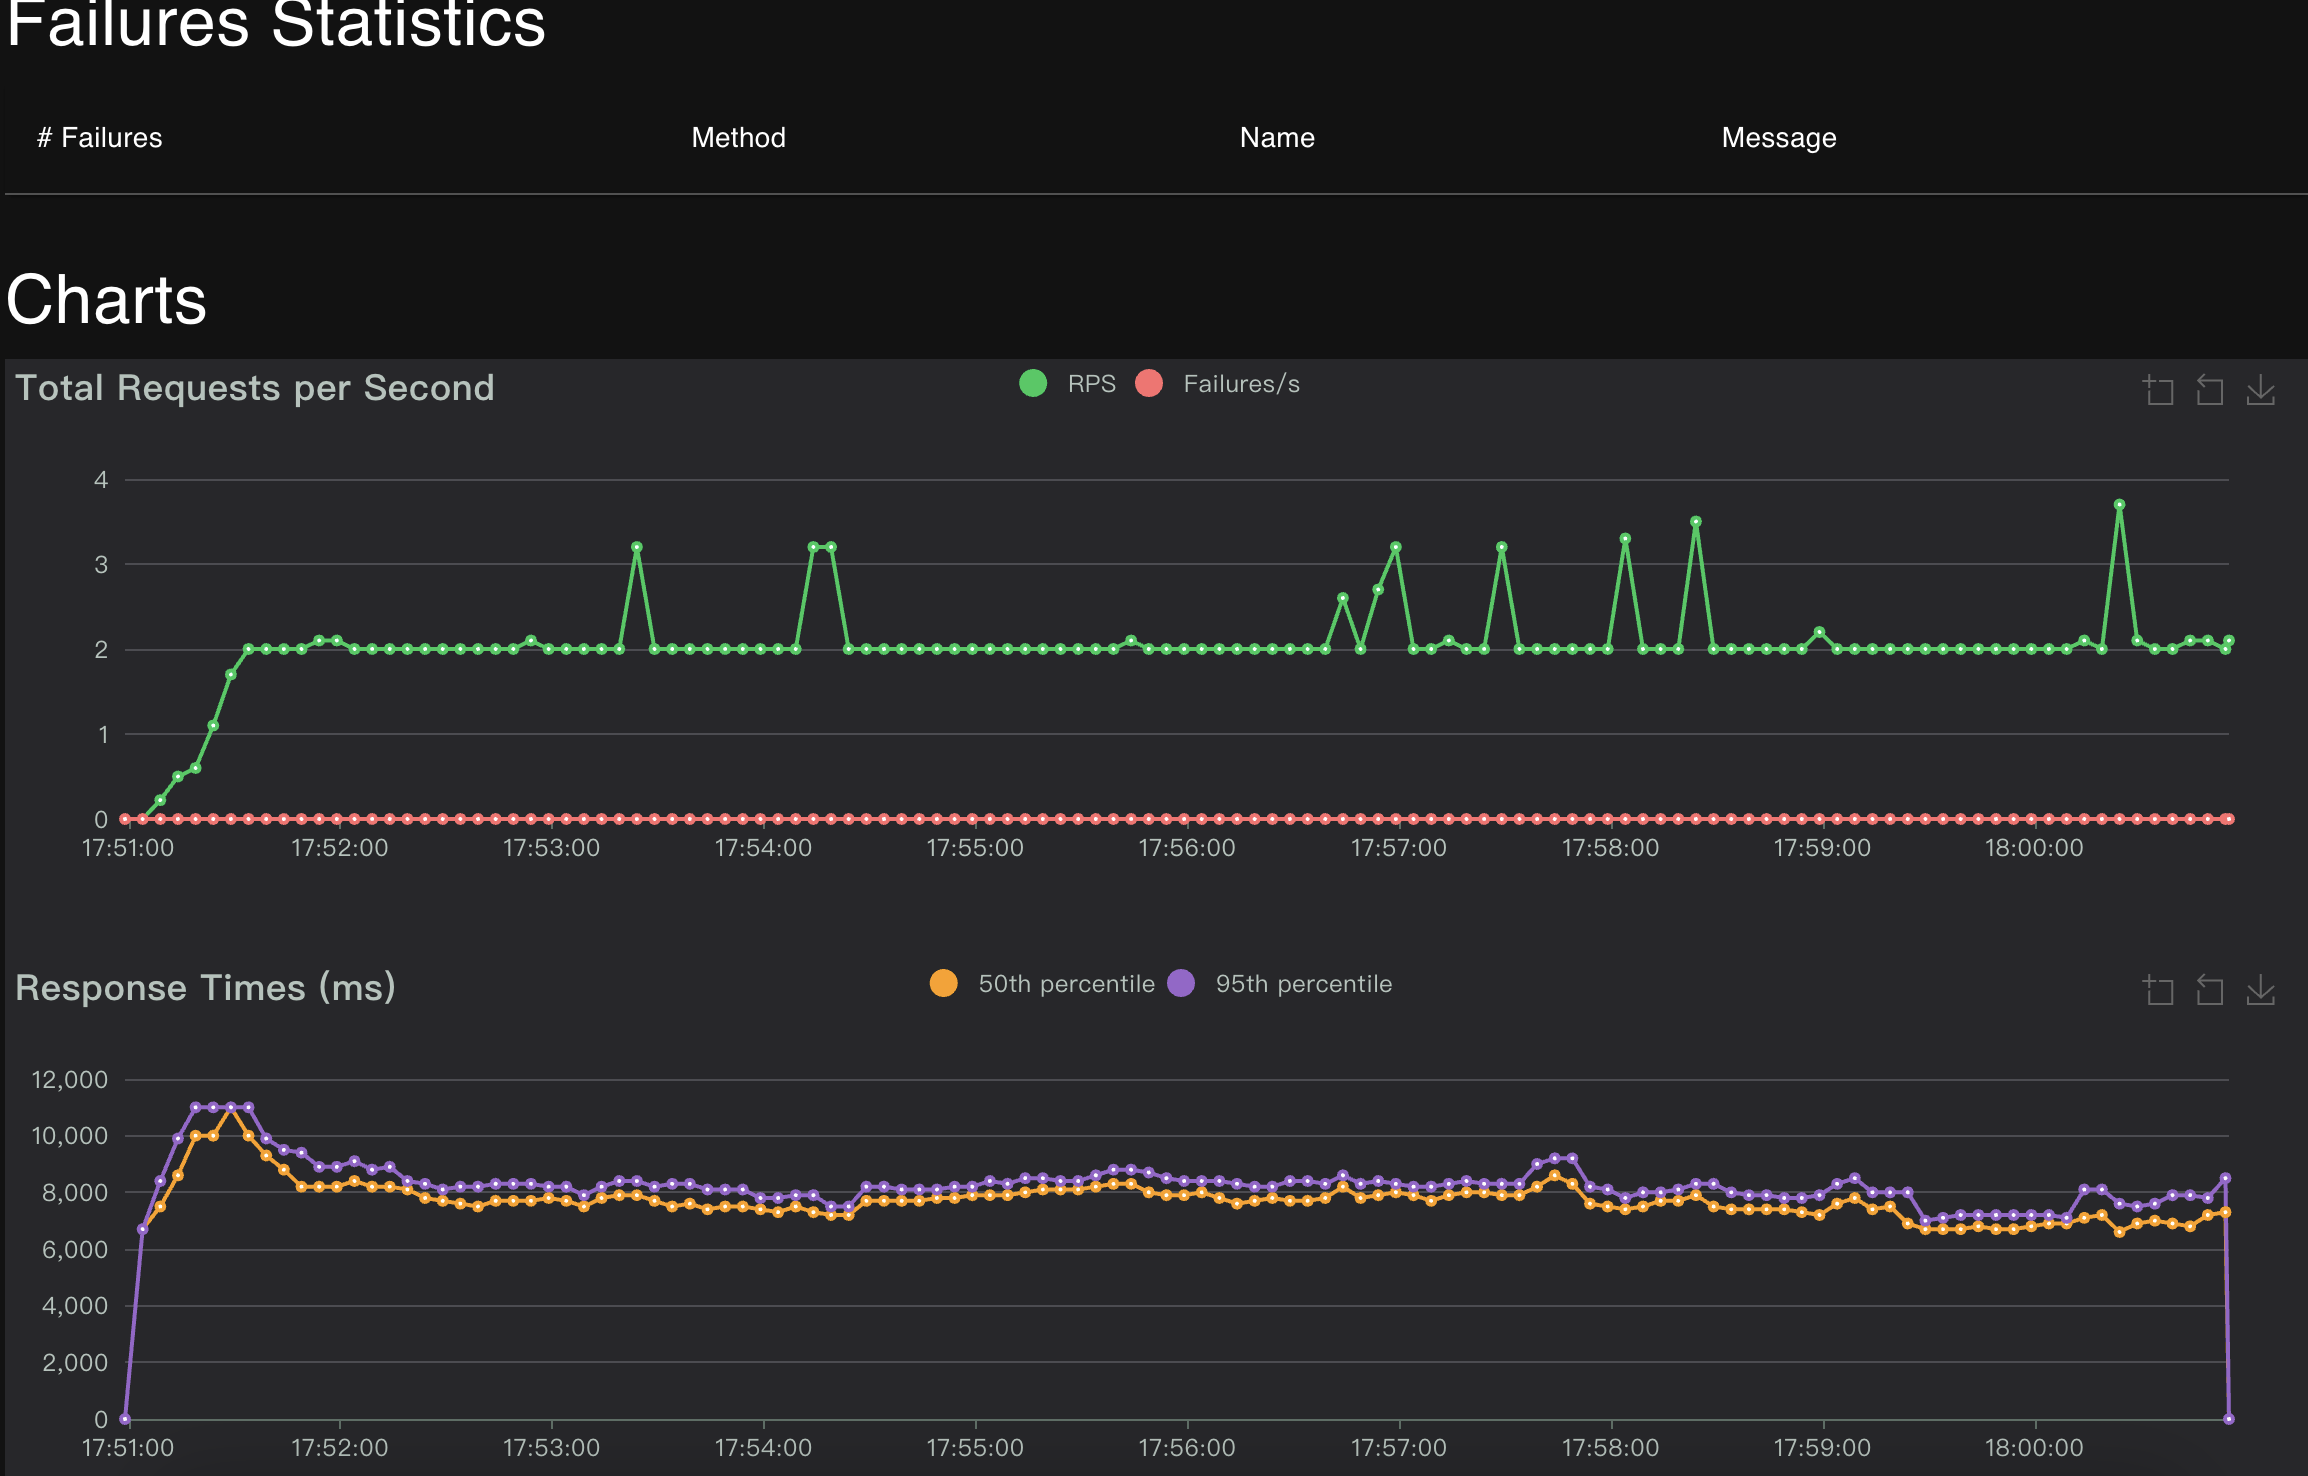 Failures Statistics
# Failures Method Name Message
Charts
Total Requests per Second RPS Failures/s
4
3
2
1
0
17:51:00 17:52:00 17:53:00 17:54:00 17:55:00 17:56:00 17:57:00 17:58:00 17:59:00 18:00:00
Response Times (ms) 50th percentile 95th percentile
12,000
10,000
8,000
6,000
4,000
2,000
0
17:51:00 17:52:00 17:53:00 17:54:00 17:55:00 17:56:00 17:57:00 17:58:00 17:59:00 18:00:00